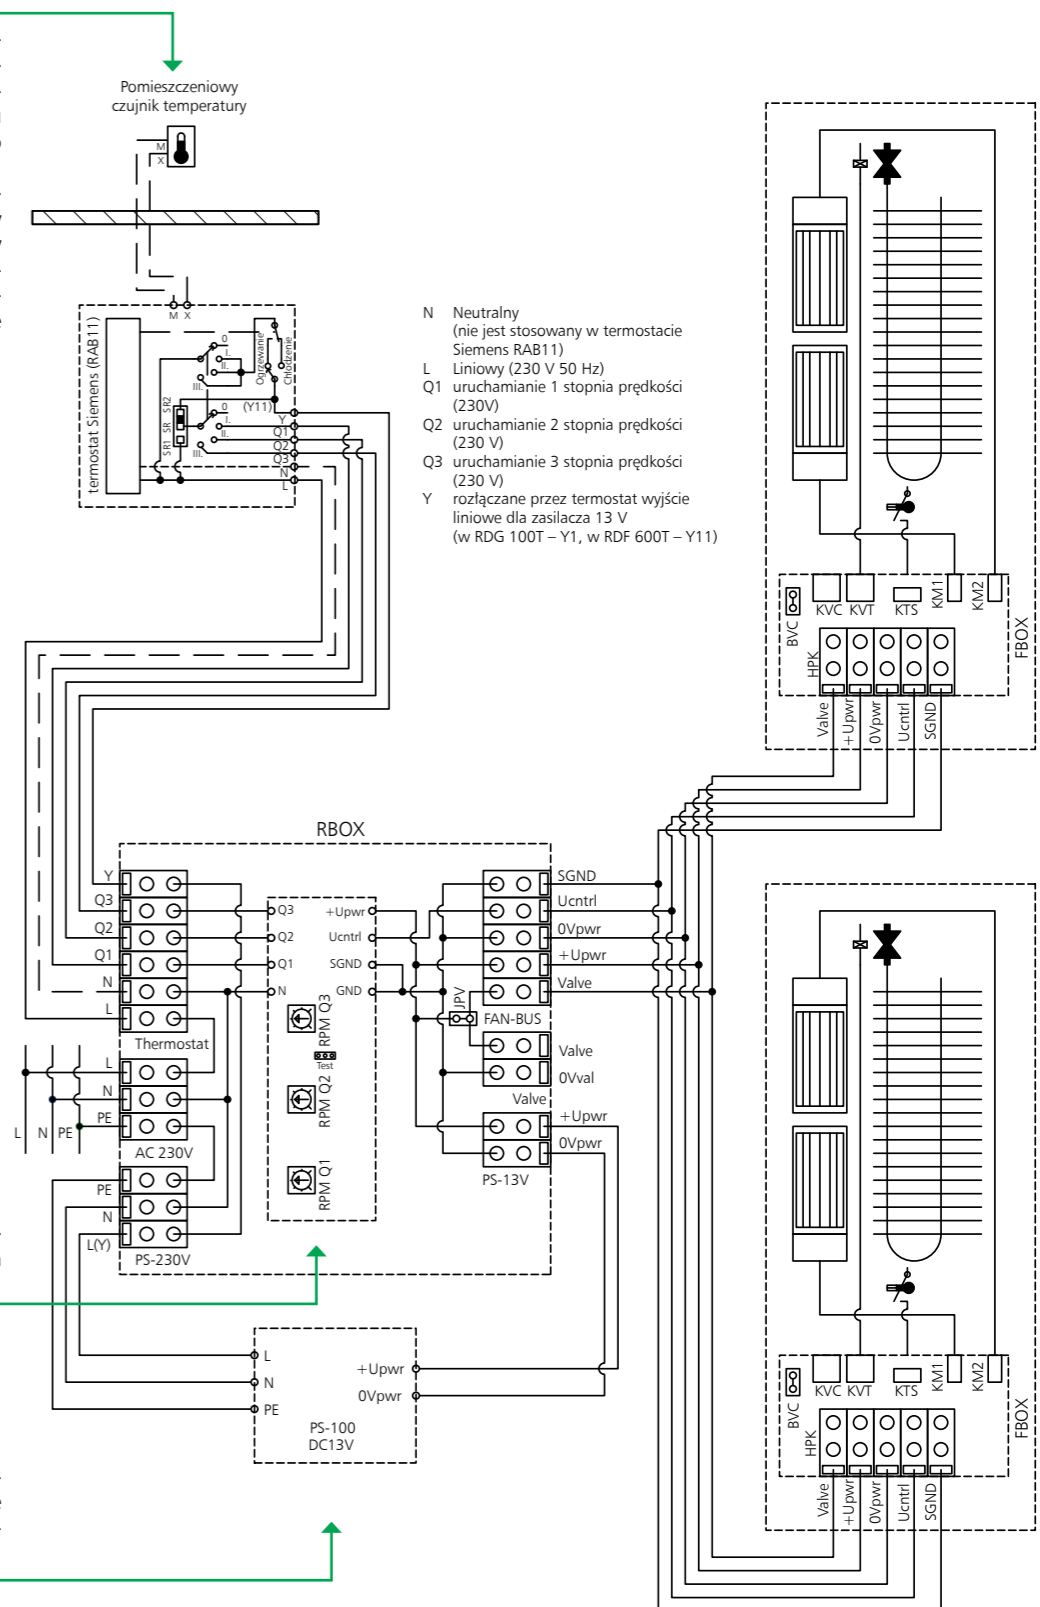 Pomieszczeniowy
czujnik temperatury
M
X
M X
termostat Siemens (RAB11)
SR1 SR SR2
0
I.
II.
III.
0
I.
II.
III.
Ogrzewanie
Chłodzenie
(Y11)
Y
Q1
Q2
Q3
N
L
N Neutralny
(nie jest stosowany w termostacie
Siemens RAB11)
L Liniowy (230 V 50 Hz)
Q1 uruchamianie 1 stopnia prędkości
(230V)
Q2 uruchamianie 2 stopnia prędkości
(230 V)
Q3 uruchamianie 3 stopnia prędkości
(230 V)
Y rozłączane przez termostat wyjście
liniowe dla zasilacza 13 V
(w RDG 100T – Y1, w RDF 600T – Y11)
BVC
KVC KVT KTS KM1 KM2
HPK
FBOX
Valve
+Upwr
0Vpwr
Ucntrl
SGND
RBOX
Y
Q3
Q2
Q1
N
L
Thermostat
L
N
PE
AC 230V
L N PE
PE
N
L(Y)
PS-230V
Q3
Q2
Q1
N
+Upwr
Ucntrl
SGND
GND
RPM Q3
Test
RPM Q2
RPM Q1
JPV
SGND
Ucntrl
0Vpwr
+Upwr
Valve
FAN-BUS
Valve
0Vval
Valve
+Upwr
0Vpwr
PS-13V
L
N
PE
+Upwr
0Vpwr
PS-100
DC13V
BVC
KVC KVT KTS KM1 KM2
HPK
FBOX
Valve
+Upwr
0Vpwr
Ucntrl
SGND